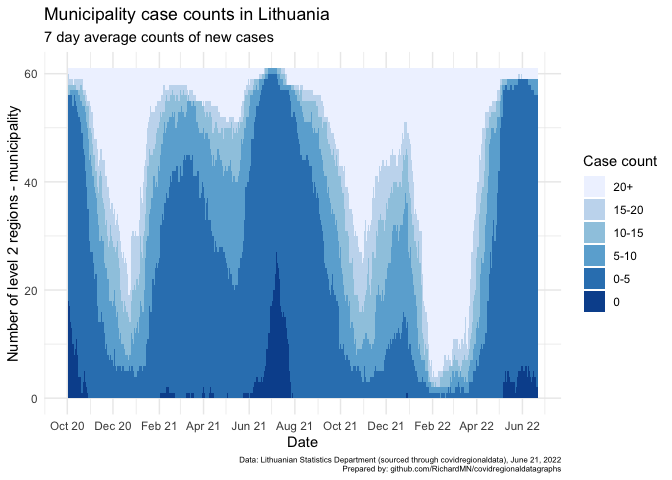 Municipality case counts in Lithuania
7 day average counts of new cases
Number of level 2 regions - municipality
60
40
20
0
Oct 20 Dec 20 Feb 21 Apr 21 Jun 21 Aug 21 Oct 21 Dec 21 Feb 22 Apr 22 Jun 22
Date
Case count
20+
15-20
10-15
5-10
0-5
0
Data: Lithuanian Statistics Department (sourced through covidregionaldata), June 21, 2022
Prepared by: github.com/RichardMN/covidregionaldatagraphs